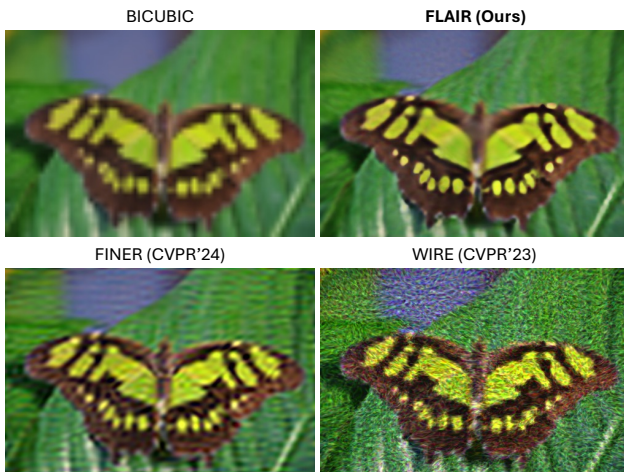 BICUBIC
FLAIR (Ours)
FINER (CVPR'24)
WIRE (CVPR'23)